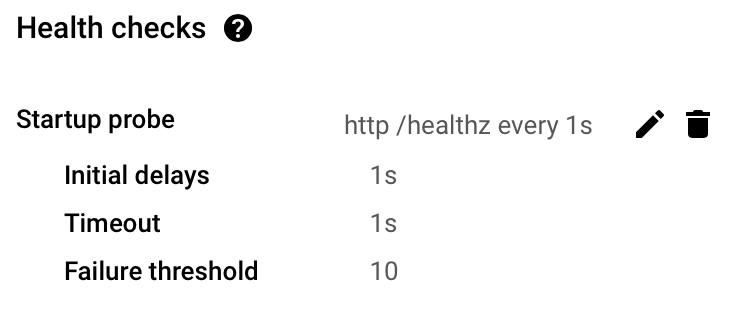 Health checks ?
Startup probe http /healthz every 1s
Initial delays 1s
Timeout 1s
Failure threshold 10